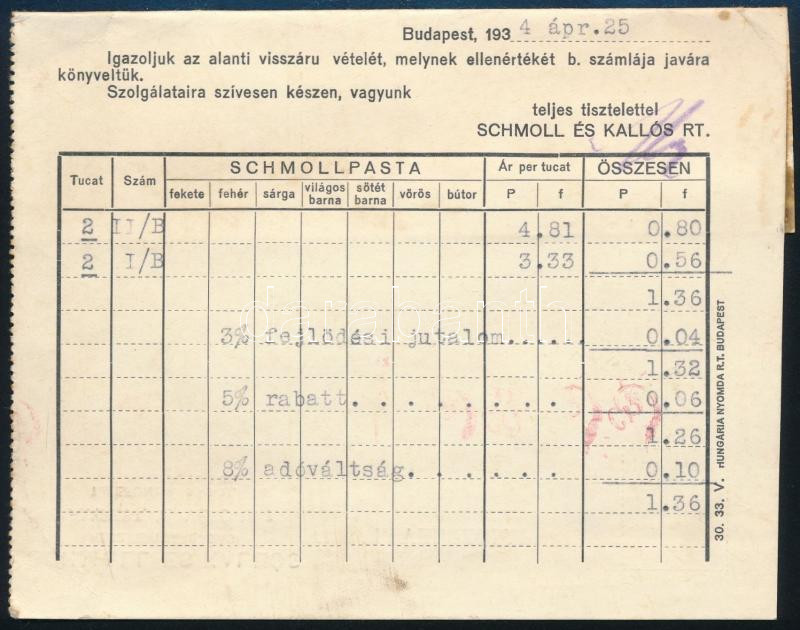 Budapest, 1934 ápr.25
Igazoljuk az alanti visszáru vételét, melynek ellenértékét b. számlája javára
könyveltük.
Szolgálataira szívesen készen, vagyunk
teljes tisztelettel
SCHMOLL ÉS KALLÓS RT.
Tucat Szám SCHMOLLPASTA Ár per tucat ÖSSZESEN
fekete fehér sárga világos barna sötét barna vörös bútor P f P f
2 II/B 4.81 0.80
2 I/B 3.33 0.56
1.36
3% fejlödési jutalom..... 0.04
1.32
5% rabatt. . . . . . . 0.06
1.26
8% adóváltság. . . . . 0.10
1.36
30. 33. V. HUNGÁRIA NYOMDA R.T. BUDAPEST
darabanth